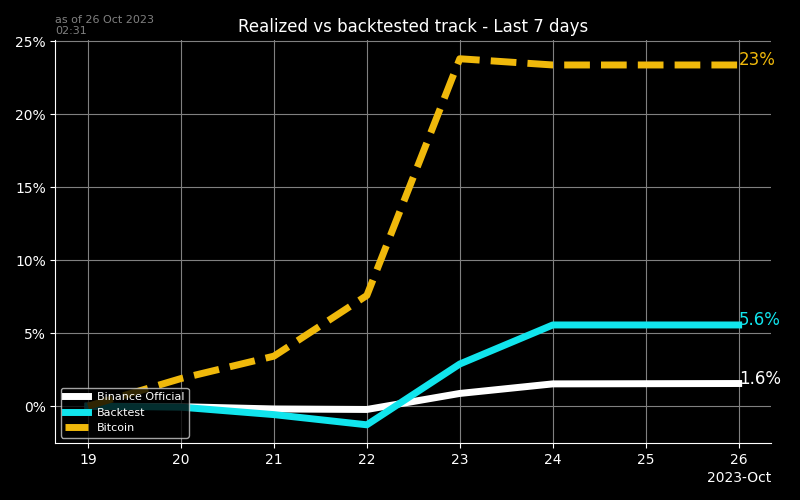 as of 26 Oct 2023
02:31
Realized vs backtested track - Last 7 days
25%
20%
15%
10%
5%
0%
23%
5.6%
1.6%
Binance Official
Backtest
Bitcoin
19 20 21 22 23 24 25 26
2023-Oct